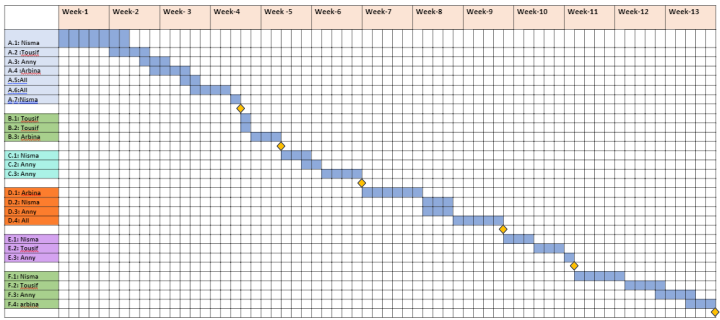 Week-1 Week-2 Week- 3 Week-4 Week -5 Week-6 Week-7 Week-8 Week-9 Week-10 Week-11 Week-12 Week-13
A.1: Nisma
A.2 :Tousif
A.3: Anny
A.4 :Arbina
A.5:All
A.6:All
A.7:Nisma
B.1: Tousif
B.2: Tousif
B.3: Arbina
C.1: Nisma
C.2: Anny
C.3: Anny
D.1: Arbina
D.2: Nisma
D.3: Anny
D.4: All
E.1: Nisma
E.2: Tousif
E.3: Anny
F.1: Nisma
F.2: Tousif
F.3: Anny
F.4: arbina